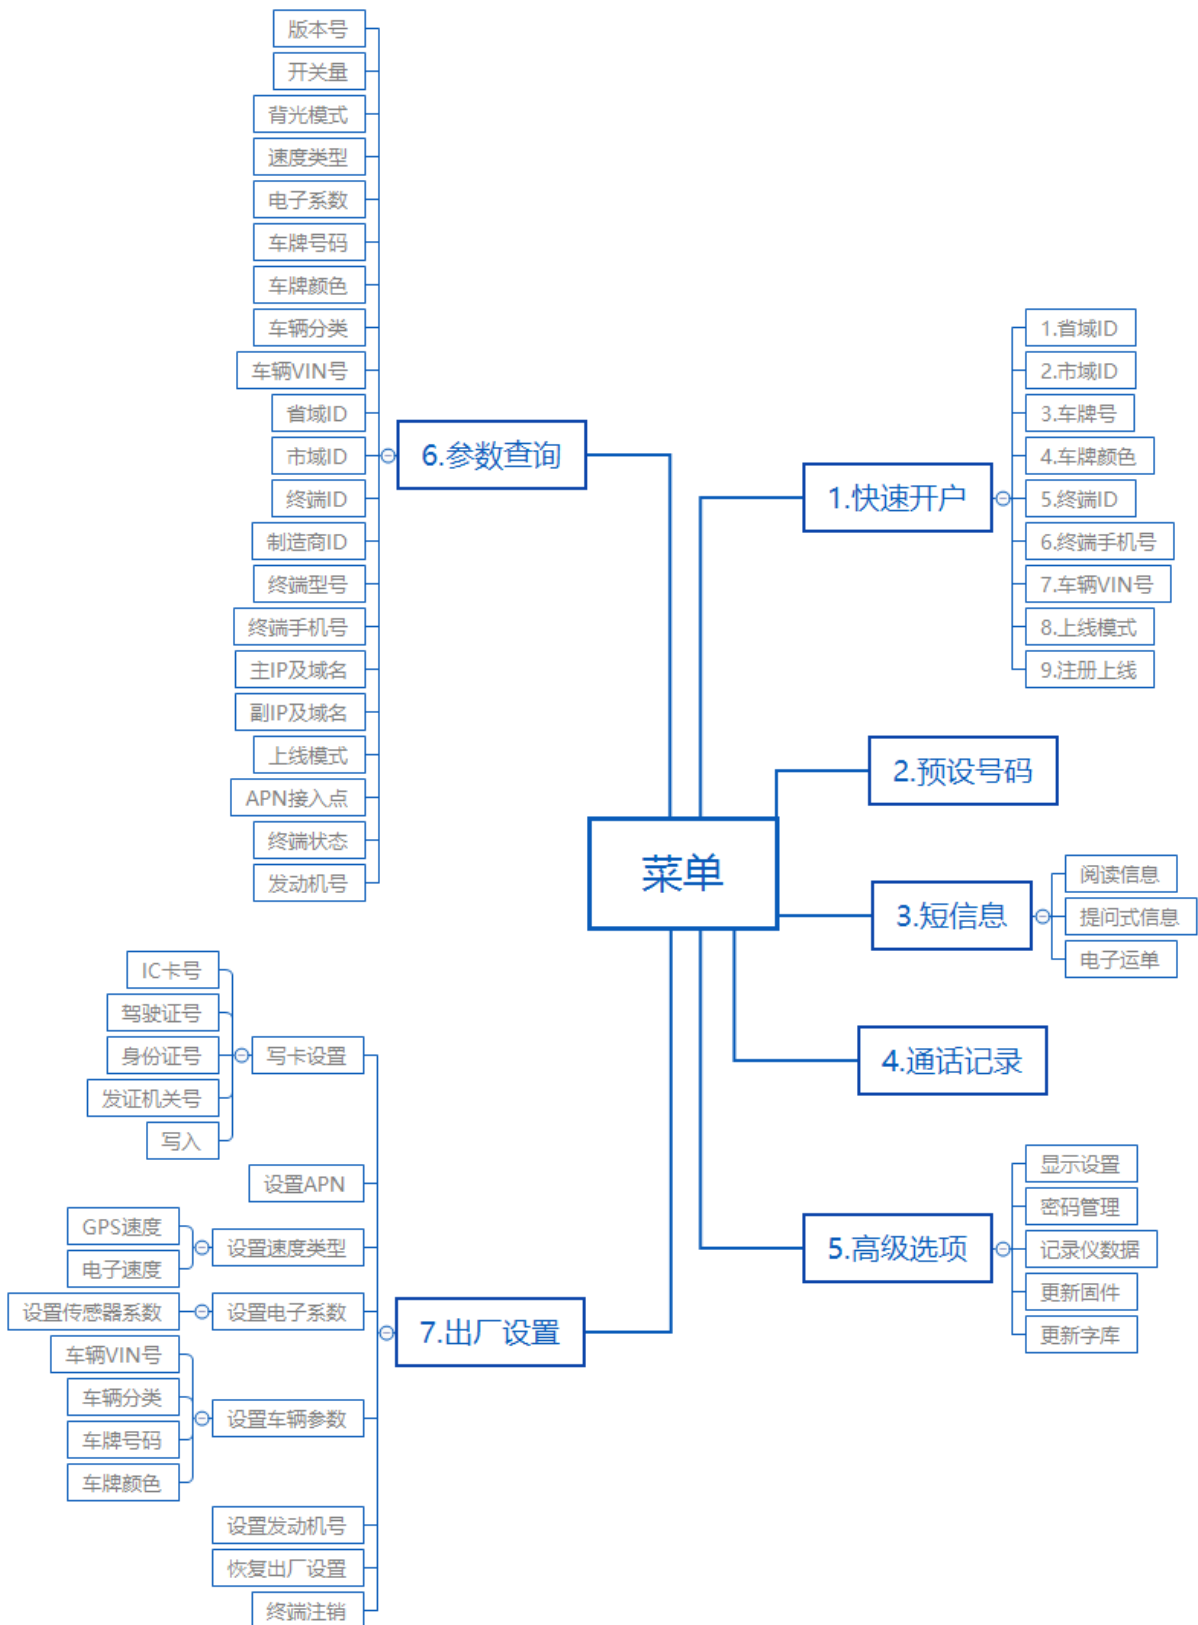 菜单
1.快速开户
1.省域ID
2.市域ID
3.车牌号
4.车牌颜色
5.终端ID
6.终端手机号
7.车辆VIN号
8.上线模式
9.注册上线
2.预设号码
3.短信息
阅读信息
提问式信息
电子运单
4.通话记录
5.高级选项
显示设置
密码管理
记录仪数据
更新固件
更新字库
6.参数查询
版本号
开关量
背光模式
速度类型
电子系数
车牌号码
车牌颜色
车辆分类
车辆VIN号
省域ID
市域ID
终端ID
制造商ID
终端型号
终端手机号
主IP及域名
副IP及域名
上线模式
APN接入点
终端状态
发动机号
7.出厂设置
写卡设置
IC卡号
驾驶证号
身份证号
发证机关号
写入
设置APN
设置速度类型
GPS速度
电子速度
设置电子系数
设置传感器系数
设置车辆参数
车辆VIN号
车辆分类
车牌号码
车牌颜色
设置发动机号
恢复出厂设置
终端注销